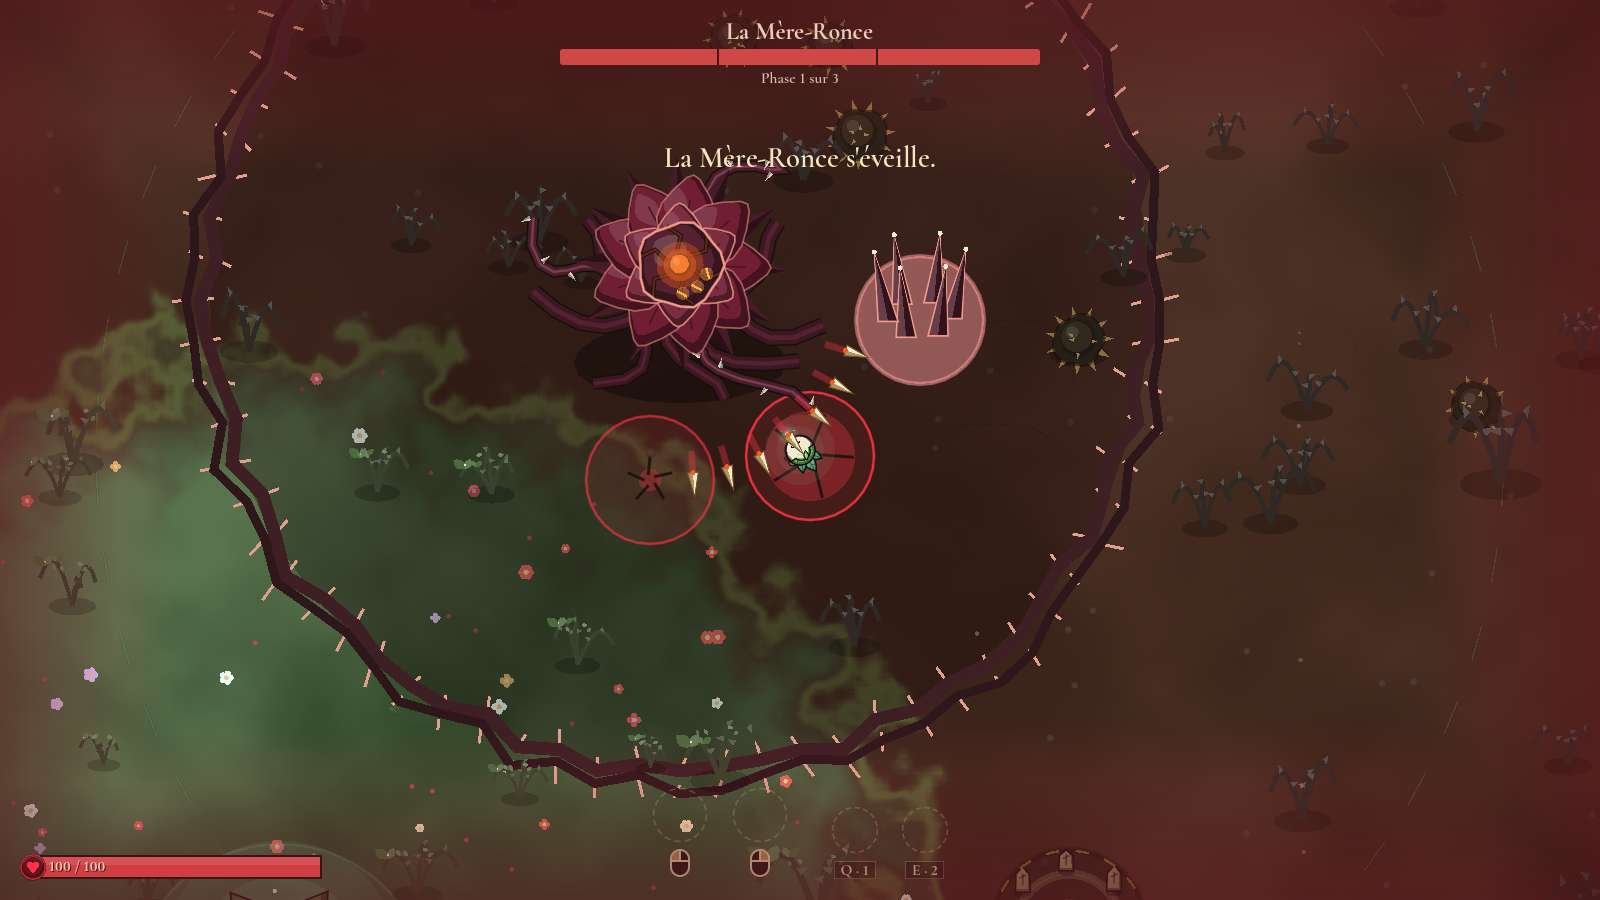 La Mère-Ronce
Phase 1 sur 3
La Mère-Ronce s'éveille.
100 / 100
Q · 1
E · 2